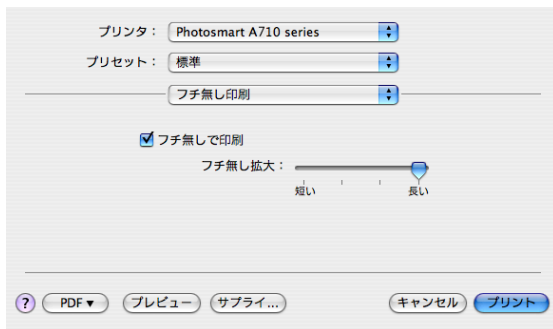 プリンタ： Photosmart A710 series
プリセット： 標準
フチ無し印刷
フチ無しで印刷
フチ無し拡大：
短い 長い
? PDF▼ プレビュー サプライ... キャンセル プリント